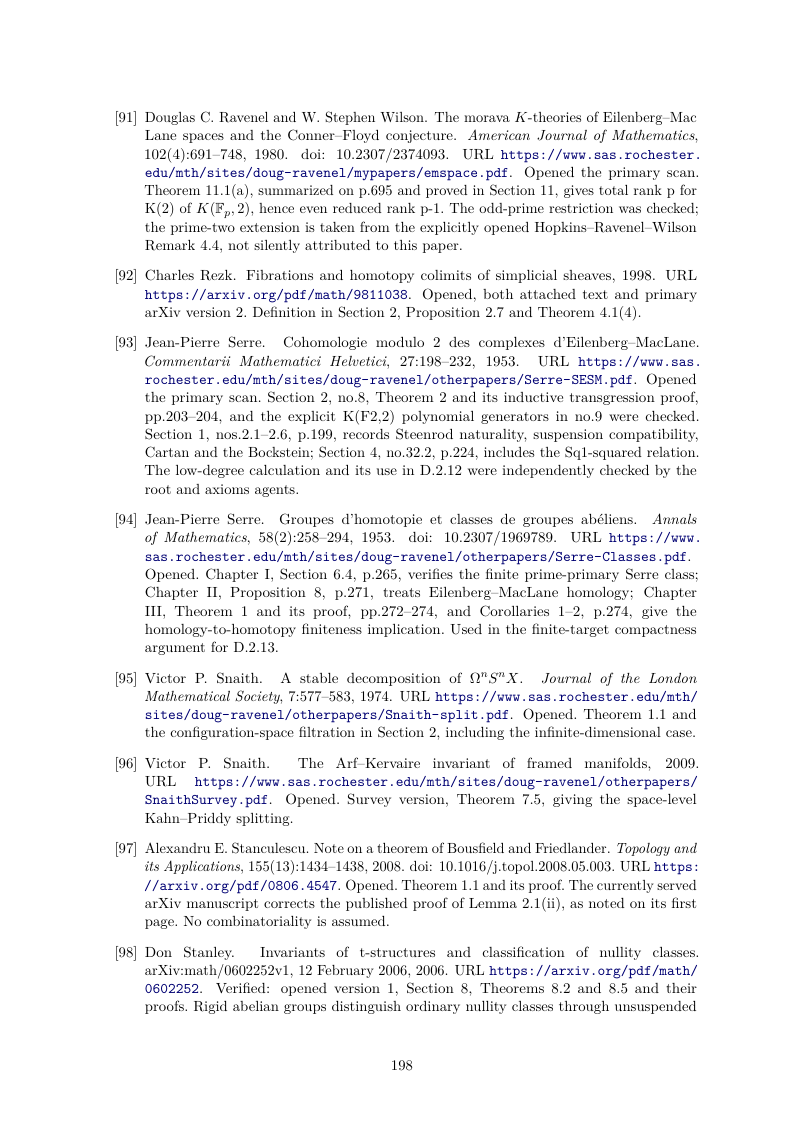 [91] Douglas C. Ravenel and W. Stephen Wilson. The morava K-theories of Eilenberg–Mac
Lane spaces and the Conner–Floyd conjecture. American Journal of Mathematics,
102(4):691–748, 1980. doi: 10.2307/2374093. URL https://www.sas.rochester.
edu/mth/sites/doug-ravenel/mypapers/emspace.pdf. Opened the primary scan.
Theorem 11.1(a), summarized on p.695 and proved in Section 11, gives total rank p for
K(2) of K(𝔽ₚ, 2), hence even reduced rank p-1. The odd-prime restriction was checked;
the prime-two extension is taken from the explicitly opened Hopkins–Ravenel–Wilson
Remark 4.4, not silently attributed to this paper.
[92] Charles Rezk. Fibrations and homotopy colimits of simplicial sheaves, 1998. URL
https://arxiv.org/pdf/math/9811038. Opened, both attached text and primary
arXiv version 2. Definition in Section 2, Proposition 2.7 and Theorem 4.1(4).
[93] Jean-Pierre Serre. Cohomologie modulo 2 des complexes d'Eilenberg–MacLane.
Commentarii Mathematici Helvetici, 27:198–232, 1953. URL https://www.sas.
rochester.edu/mth/sites/doug-ravenel/otherpapers/Serre-SESM.pdf. Opened
the primary scan. Section 2, no.8, Theorem 2 and its inductive transgression proof,
pp.203–204, and the explicit K(F2,2) polynomial generators in no.9 were checked.
Section 1, nos.2.1–2.6, p.199, records Steenrod naturality, suspension compatibility,
Cartan and the Bockstein; Section 4, no.32.2, p.224, includes the Sq1-squared relation.
The low-degree calculation and its use in D.2.12 were independently checked by the
root and axioms agents.
[94] Jean-Pierre Serre. Groupes d'homotopie et classes de groupes abéliens. Annals
of Mathematics, 58(2):258–294, 1953. doi: 10.2307/1969789. URL https://www.
sas.rochester.edu/mth/sites/doug-ravenel/otherpapers/Serre-Classes.pdf.
Opened. Chapter I, Section 6.4, p.265, verifies the finite prime-primary Serre class;
Chapter II, Proposition 8, p.271, treats Eilenberg–MacLane homology; Chapter
III, Theorem 1 and its proof, pp.272–274, and Corollaries 1–2, p.274, give the
homology-to-homotopy finiteness implication. Used in the finite-target compactness
argument for D.2.13.
[95] Victor P. Snaith. A stable decomposition of ΩⁿSⁿX. Journal of the London
Mathematical Society, 7:577–583, 1974. URL https://www.sas.rochester.edu/mth/
sites/doug-ravenel/otherpapers/Snaith-split.pdf. Opened. Theorem 1.1 and
the configuration-space filtration in Section 2, including the infinite-dimensional case.
[96] Victor P. Snaith. The Arf–Kervaire invariant of framed manifolds, 2009.
URL https://www.sas.rochester.edu/mth/sites/doug-ravenel/otherpapers/
SnaithSurvey.pdf. Opened. Survey version, Theorem 7.5, giving the space-level
Kahn–Priddy splitting.
[97] Alexandru E. Stanculescu. Note on a theorem of Bousfield and Friedlander. Topology and
its Applications, 155(13):1434–1438, 2008. doi: 10.1016/j.topol.2008.05.003. URL https:
//arxiv.org/pdf/0806.4547. Opened. Theorem 1.1 and its proof. The currently served
arXiv manuscript corrects the published proof of Lemma 2.1(ii), as noted on its first
page. No combinatoriality is assumed.
[98] Don Stanley. Invariants of t-structures and classification of nullity classes.
arXiv:math/0602252v1, 12 February 2006, 2006. URL https://arxiv.org/pdf/math/
0602252. Verified: opened version 1, Section 8, Theorems 8.2 and 8.5 and their
proofs. Rigid abelian groups distinguish ordinary nullity classes through unsuspended
198